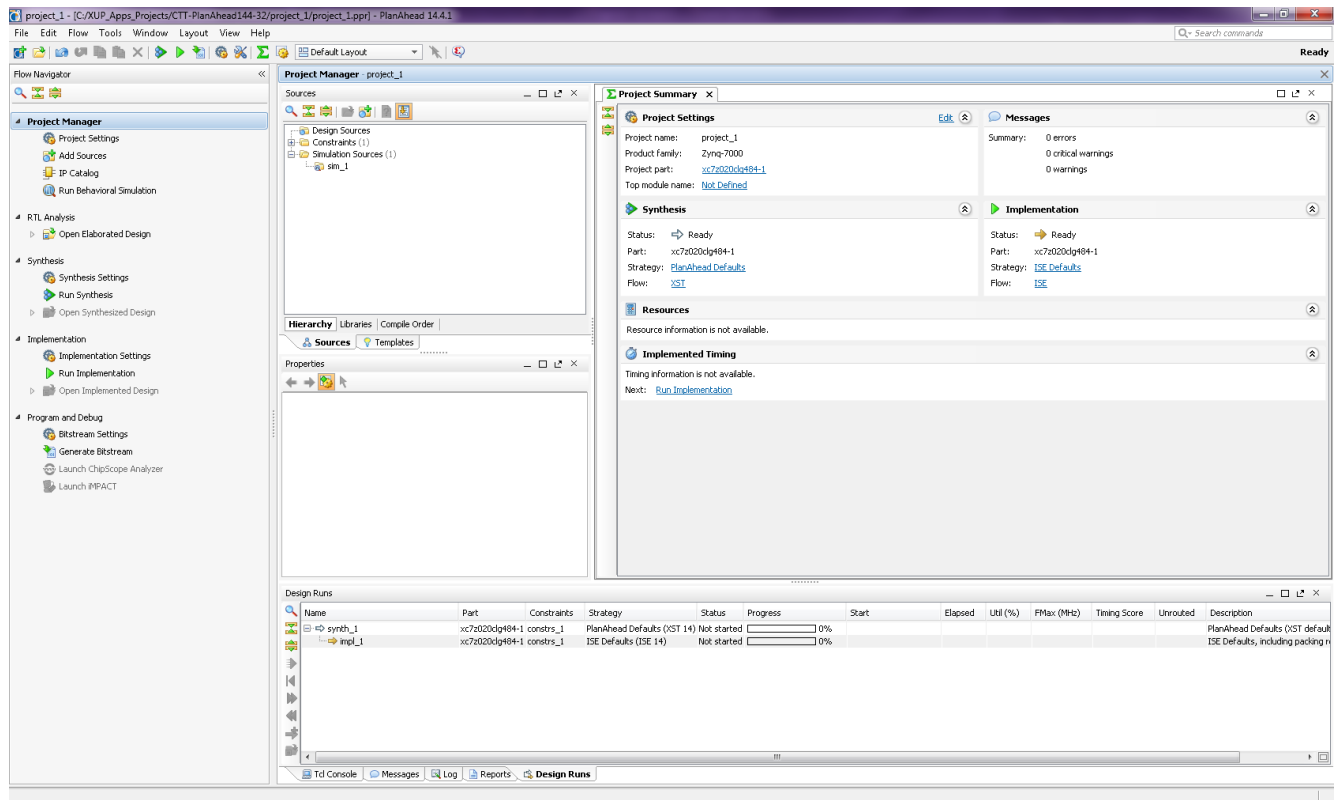 project_1 - [C:/XUP_Apps_Projects/CTT-PlanAhead144-32/project_1/project_1.ppr] - PlanAhead 14.4.1
File Edit Flow Tools Window Layout View Help
Search commands
Default Layout
Ready
Flow Navigator
Project Manager
Project Settings
Add Sources
IP Catalog
Run Behavioral Simulation
RTL Analysis
Open Elaborated Design
Synthesis
Synthesis Settings
Run Synthesis
Open Synthesized Design
Implementation
Implementation Settings
Run Implementation
Open Implemented Design
Program and Debug
Bitstream Settings
Generate Bitstream
Launch ChipScope Analyzer
Launch iMPACT
Project Manager - project_1
Sources
Design Sources
Constraints (1)
Simulation Sources (1)
sim_1
Hierarchy Libraries Compile Order
Sources Templates
Properties
Project Summary
Project Settings Edit
Project name: project_1
Product family: Zynq-7000
Project part: xc7z020clg484-1
Top module name: Not Defined
Messages
Summary: 0 errors
0 critical warnings
0 warnings
Synthesis
Status: Ready
Part: xc7z020clg484-1
Strategy: PlanAhead Defaults
Flow: XST
Implementation
Status: Ready
Part: xc7z020clg484-1
Strategy: ISE Defaults
Flow: ISE
Resources
Resource information is not available.
Implemented Timing
Timing information is not available.
Next: Run Implementation
Design Runs
Name Part Constraints Strategy Status Progress Start Elapsed Util (%) FMax (MHz) Timing Score Unrouted Description
synth_1 xc7z020clg484-1 constrs_1 PlanAhead Defaults (XST 14) Not started 0% PlanAhead Defaults (XST default
impl_1 xc7z020clg484-1 constrs_1 ISE Defaults (ISE 14) Not started 0% ISE Defaults, including packing r
Tcl Console Messages Log Reports Design Runs